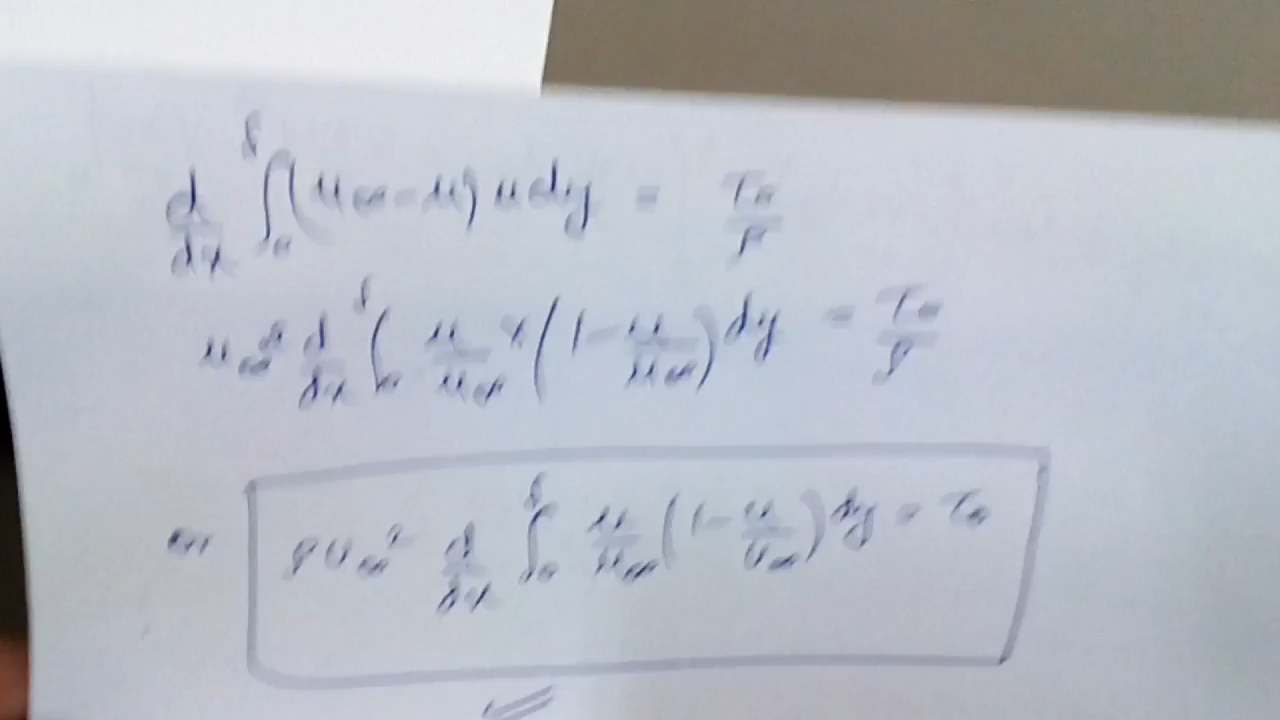 d/dx ∫₀^δ (u∞ - u) u dy = τ₀/ρ
u∞² d/dx ∫₀^δ u/u∞ × (1 - u/u∞) dy = τ₀/ρ
ρ U∞² d/dx ∫₀^δ u/u∞ (1 - u/U∞) dy = τ₀